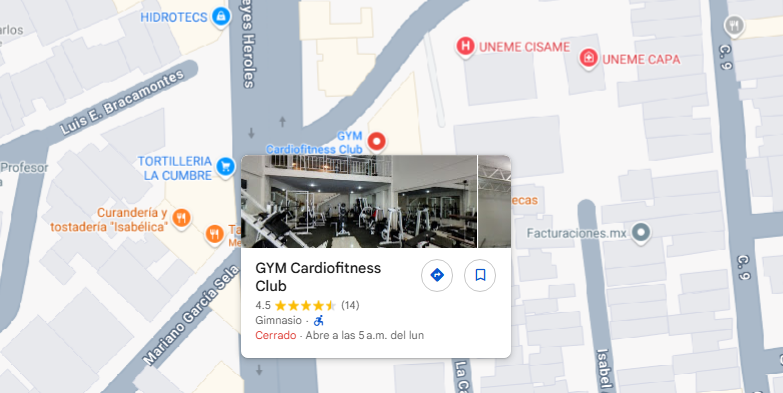 HIDROTECS
arlos
eyes Heroles
UNEME CISAME
UNEME CAPA
C. 9
Luis E. Bracamontes
GYM
Cardiofitness Club
Profesor
TORTILLERIA
LA CUMBRE
Curandería y
tostadería "Isabélica"
Ta
Me
ecas
Facturaciones.mx
C. 9
Mariano García Sela
GYM Cardiofitness
Club
4.5 (14)
Gimnasio ·
Cerrado · Abre a las 5 a.m. del lun
La C
Isabel